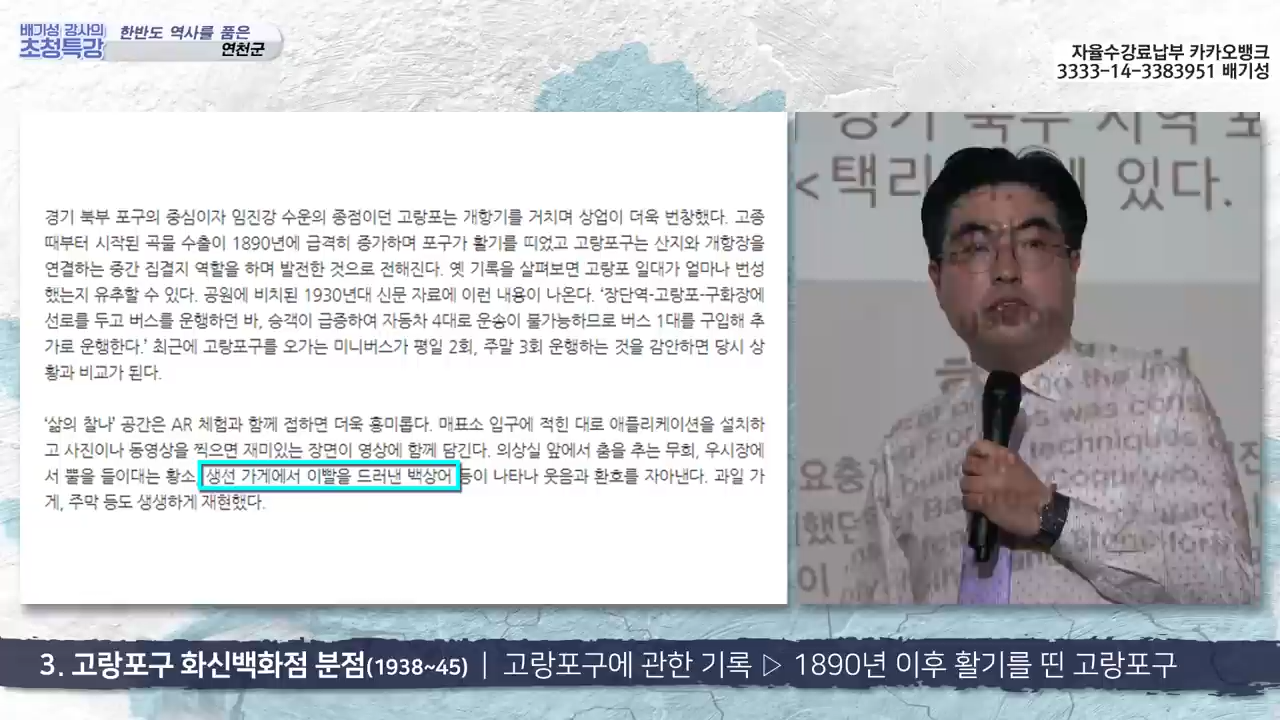 배기성 강사의
초청특강
한반도 역사를 품은
연천군
자율수강료납부 카카오뱅크
3333-14-3383951 배기성
경기 북부 포구의 중심이자 임진강 수운의 종점이던 고랑포는 개항기를 거치며 상업이 더욱 번창했다. 고종
때부터 시작된 곡물 수출이 1890년에 급격히 증가하며 포구가 활기를 띠었고 고랑포구는 산지와 개항장을
연결하는 중간 집결지 역할을 하며 발전한 것으로 전해진다. 옛 기록을 살펴보면 고랑포 일대가 얼마나 번성
했는지 유추할 수 있다. 공원에 비치된 1930년대 신문 자료에 이런 내용이 나온다. ‘장단역-고랑포-구화장에
선로를 두고 버스를 운행하던 바, 승객이 급증하여 자동차 4대로 운송이 불가능하므로 버스 1대를 구입해 추
가로 운행한다.’ 최근에 고랑포구를 오가는 미니버스가 평일 2회, 주말 3회 운행하는 것을 감안하면 당시 상
황과 비교가 된다.
‘삶의 찰나’ 공간은 AR 체험과 함께 접하면 더욱 흥미롭다. 매표소 입구에 적힌 대로 애플리케이션을 설치하
고 사진이나 동영상을 찍으면 재미있는 장면이 영상에 함께 담긴다. 의상실 앞에서 춤을 추는 무희, 우시장에
서 뿔을 들이대는 황소 생선 가게에서 이빨을 드러낸 백상어 등이 나타나 웃음과 환호를 자아낸다. 과일 가
게, 주막 등도 생생하게 재현했다.
경기 북부 지역
<택리 에 있다.
on the Im
was cons
techniques
요충
했던
이
3. 고랑포구 화신백화점 분점(1938~45) | 고랑포구에 관한 기록 ▷ 1890년 이후 활기를 띤 고랑포구